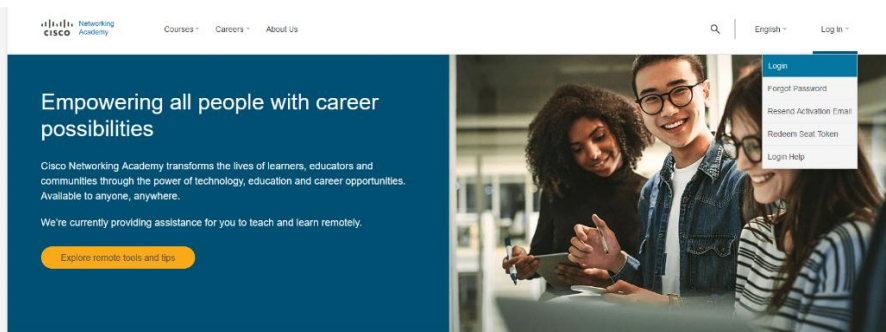 Networking
CISCO Academy
Courses
Careers
About Us
English
Log In
Login
Forgot Password
Resend Activation Email
Redeem Seat Token
Login Help
Empowering all people with career
possibilities
Cisco Networking Academy transforms the lives of learners, educators and
communities through the power of technology, education and career opportunities.
Available to anyone, anywhere.
We're currently providing assistance for you to teach and learn remotely.
Explore remote tools and tips